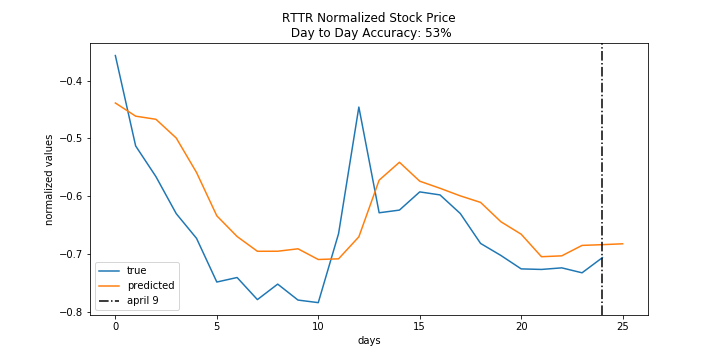 RTTR Normalized Stock Price
Day to Day Accuracy: 53%
normalized values
−0.4
−0.5
−0.6
−0.7
−0.8
true
predicted
april 9
0
5
10
15
20
25
days